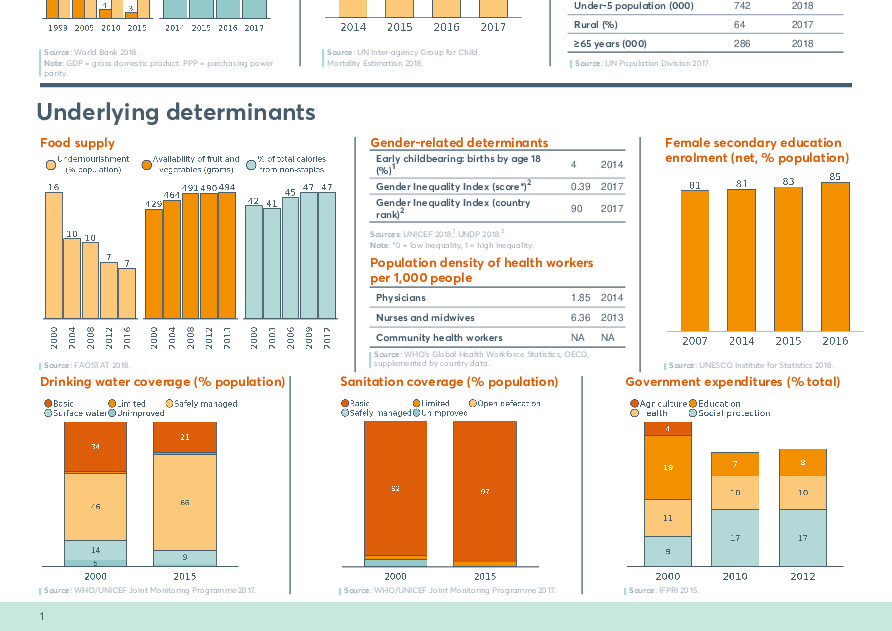 4
3
1999 2005 2010 2015
2014 2015 2016 2017
Source: World Bank 2018.
Note: GDP = gross domestic product. PPP = purchasing power
parity.
2014 2015 2016 2017
Source: UN Inter-agency Group for Child
Mortality Estimation 2018.
Under-5 population (000) 742 2018
Rural (%) 64 2017
≥65 years (000) 286 2018
Source: UN Population Division 2017.
Underlying determinants
Food supply
Undernourishment
(% population)
Availability of fruit and
vegetables (grams)
% of total calories
from non-staples
16 10 10 7 7
429 464 491 490 494
42 41 45 47 47
2000 2004 2008 2012 2016
2000 2004 2008 2012 2013
2000 2003 2006 2009 2012
Source: FAOSTAT 2018.
Gender-related determinants
Early childbearing: births by age 18
(%)¹ 4 2014
Gender Inequality Index (score*)² 0.39 2017
Gender Inequality Index (country
rank)² 90 2017
Sources: UNICEF 2018,¹ UNDP 2018.²
Note: *0 = low inequality, 1 = high inequality.
Population density of health workers
per 1,000 people
Physicians 1.85 2014
Nurses and midwives 6.36 2013
Community health workers NA NA
Source: WHO's Global Health Workforce Statistics, OECD,
supplemented by country data.
Female secondary education
enrolment (net, % population)
81 81 83 85
2007 2014 2015 2016
Source: UNESCO Institute for Statistics 2018.
Drinking water coverage (% population)
Basic Limited Safely managed
Surface water Unimproved
34
46
14
5
21
66
9
2000 2015
Source: WHO/UNICEF Joint Monitoring Programme 2017.
Sanitation coverage (% population)
Basic Limited Open defecation
Safely managed Unimproved
92
97
2000 2015
Source: WHO/UNICEF Joint Monitoring Programme 2017.
Government expenditures (% total)
Agriculture Education
Health Social protection
4
19
11
9
7
10
17
8
10
17
2000 2010 2012
Source: IFPRI 2015.
1